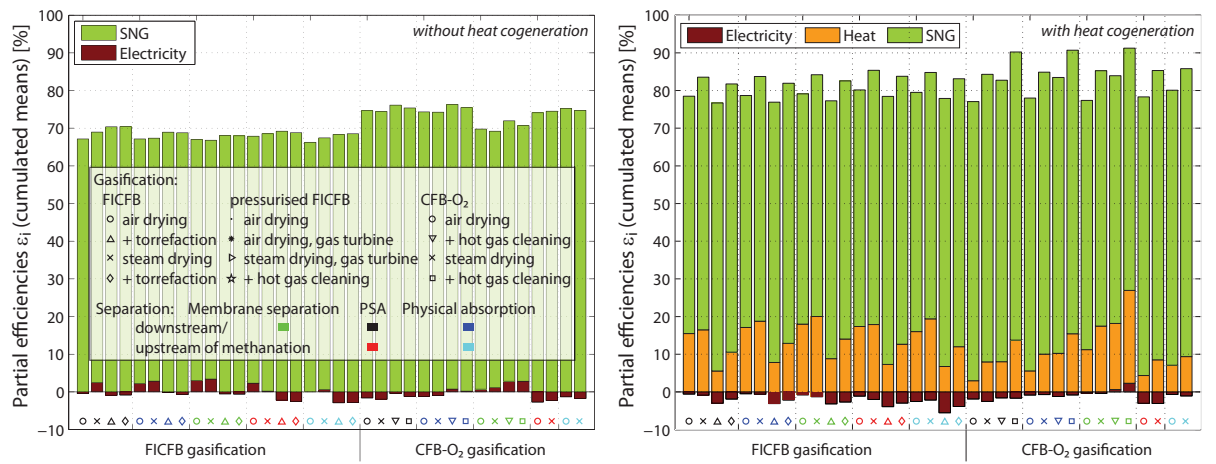 Partial efficiencies εi (cumulated means) [%]
100
90
80
70
60
50
40
30
20
10
0
−10
SNG
Electricity
without heat cogeneration
Gasification:
FICFB pressurised FICFB CFB-O₂
air drying air drying air drying
+ torrefaction air drying, gas turbine + hot gas cleaning
steam drying steam drying, gas turbine steam drying
+ torrefaction + hot gas cleaning + hot gas cleaning
Separation: Membrane separation PSA Physical absorption
downstream/
upstream of methanation
FICFB gasification CFB-O₂ gasification
Partial efficiencies εi (cumulated means) [%]
100
90
80
70
60
50
40
30
20
10
0
−10
Electricity Heat SNG
with heat cogeneration
FICFB gasification CFB-O₂ gasification